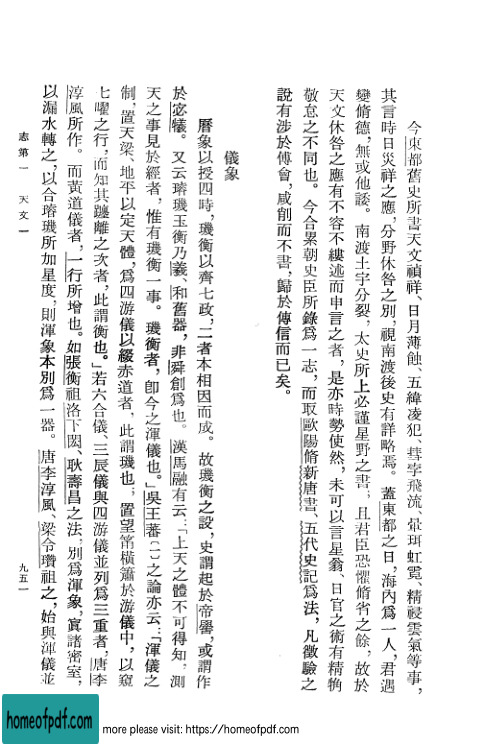 今東都舊史所書天文禎祥、日月薄蝕、五緯凌犯、彗孛飛流、暈珥虹霓、精祲雲氣等事，
其言時日災祥之應，分野休咎之別，視南渡後史有詳略焉。蓋東都之日，海內爲一人，君遇
變脩德，無或他諉。南渡土宇分裂，太史所上必謹星野之書，且君臣恐懼脩省之餘，故於
天文休咎之應有不容不縷述而申言之者，是亦時勢使然，未可以言星翁、日官之術有精觕
敬怠之不同也。今合累朝史臣所錄爲一志，而取歐陽脩新唐書、五代史記爲法，凡徵驗之
說有涉於傅會，咸削而不書，歸於傳信而已矣。
儀象
曆象以授四時，璣衡以齊七政，二者本相因而成。故璣衡之設，史謂起於帝嚳，或謂作
於宓犧。又云璿璣玉衡乃羲、和舊器，非舜創爲也。漢馬融有云：「上天之體不可得知，測
天之事見於經者，惟有璣衡一事。璣衡者，卽今之渾儀也。」吳王蕃〔一〕之論亦云：「渾儀之
制，置天梁、地平以定天體，爲四游儀以綴赤道者，此謂璣也；置望筩橫簫於游儀中，以窺
七曜之行，而知其躔離之次者，此謂衡也。」若六合儀、三辰儀與四游儀並列爲三重者，唐李
淳風所作。而黃道儀者，一行所增也。如張衡祖洛下閎、耿壽昌之法，別爲渾象，寘諸密室，
以漏水轉之，以合璿璣所加星度，則渾象本別爲一器。唐李淳風、梁令瓚祖之，始與渾儀並
志第一 天文一
九五一
homeofpdf.com
more please visit: https://homeofpdf.com